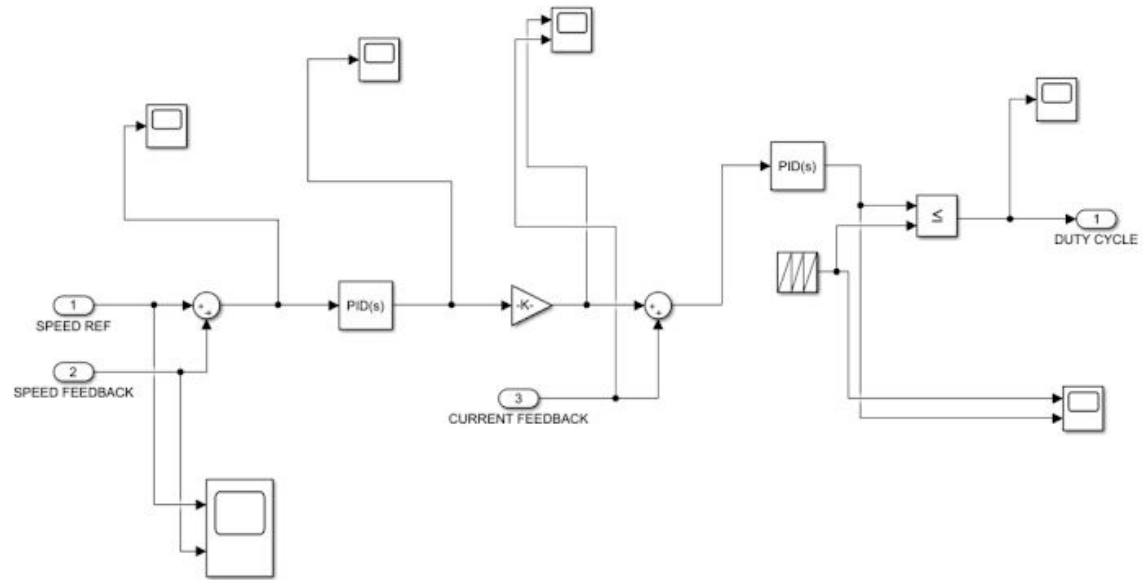 PID(s)
≤
1
DUTY CYCLE
1
SPEED REF
+
+
PID(s)
-K-
+
+
2
SPEED FEEDBACK
3
CURRENT FEEDBACK